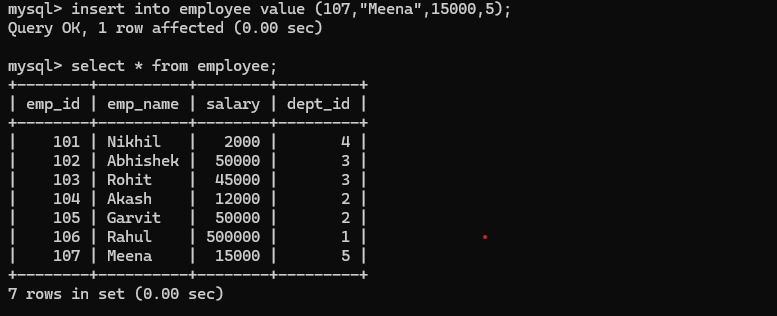 mysql> insert into employee value (107,"Meena",15000,5);
Query OK, 1 row affected (0.00 sec)
mysql> select * from employee;
+--------+----------+--------+---------+
| emp_id | emp_name | salary | dept_id |
+--------+----------+--------+---------+
|    101 | Nikhil   |   2000 |       4 |
|    102 | Abhishek |  50000 |       3 |
|    103 | Rohit    |  45000 |       3 |
|    104 | Akash    |  12000 |       2 |
|    105 | Garvit   |  50000 |       2 |
|    106 | Rahul    | 500000 |       1 |
|    107 | Meena    |  15000 |       5 |
+--------+----------+--------+---------+
7 rows in set (0.00 sec)